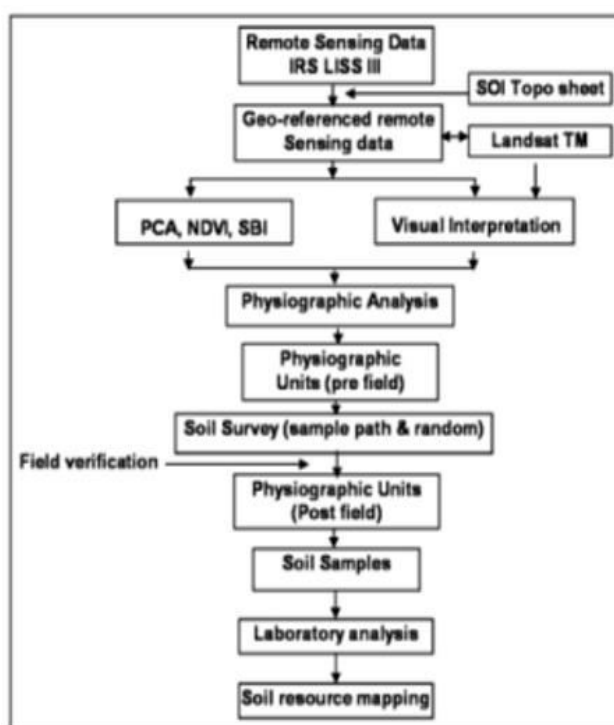 Remote Sensing Data
IRS LISS III
SOI Topo sheet
Geo-referenced remote
Sensing data
Landsat TM
PCA, NDVI, SBI
Visual Interpretation
Physiographic Analysis
Physiographic
Units (pre field)
Soil Survey (sample path & random)
Field verification
Physiographic Units
(Post field)
Soil Samples
Laboratory analysis
Soil resource mapping